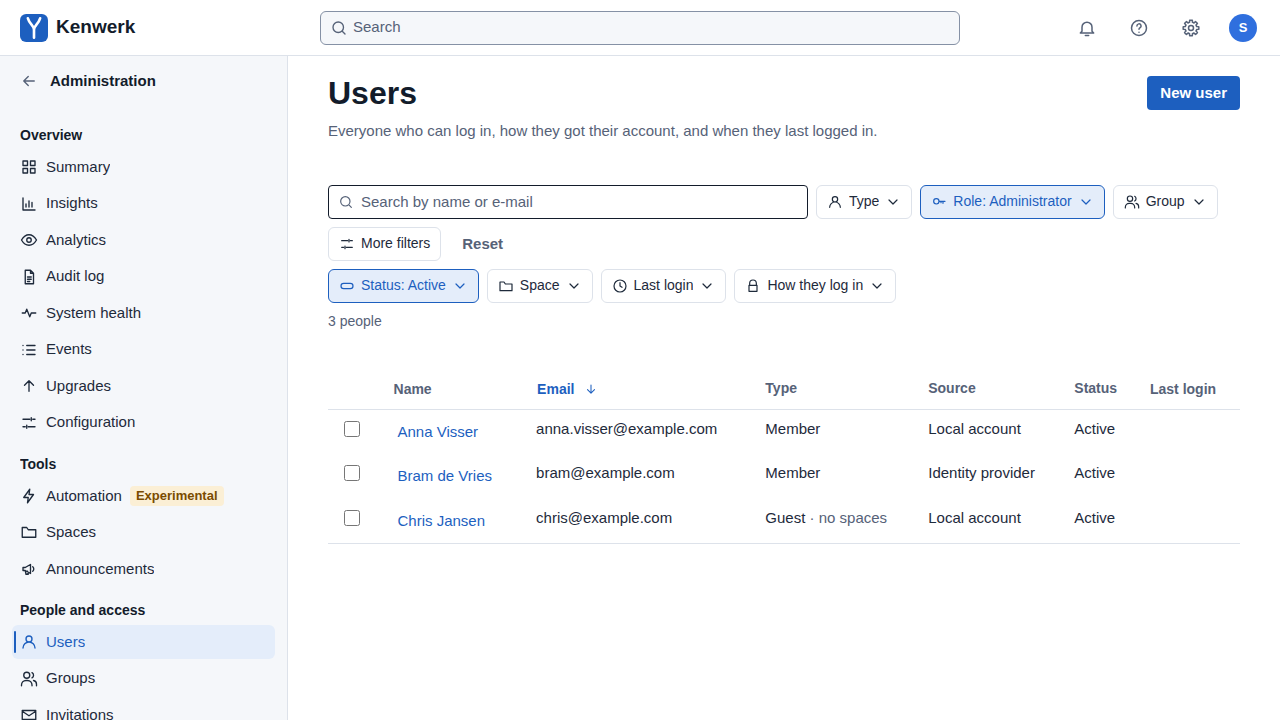 Kenwerk
Search
S
Administration
Overview
Summary
Insights
Analytics
Audit log
System health
Events
Upgrades
Configuration
Tools
Automation Experimental
Spaces
Announcements
People and access
Users
Groups
Invitations
Users
New user
Everyone who can log in, how they got their account, and when they last logged in.
Search by name or e-mail
Type
Role: Administrator
Group
More filters
Reset
Status: Active
Space
Last login
How they log in
3 people
Name Email Type Source Status Last login
Anna Visser anna.visser@example.com Member Local account Active
Bram de Vries bram@example.com Member Identity provider Active
Chris Jansen chris@example.com Guest · no spaces Local account Active